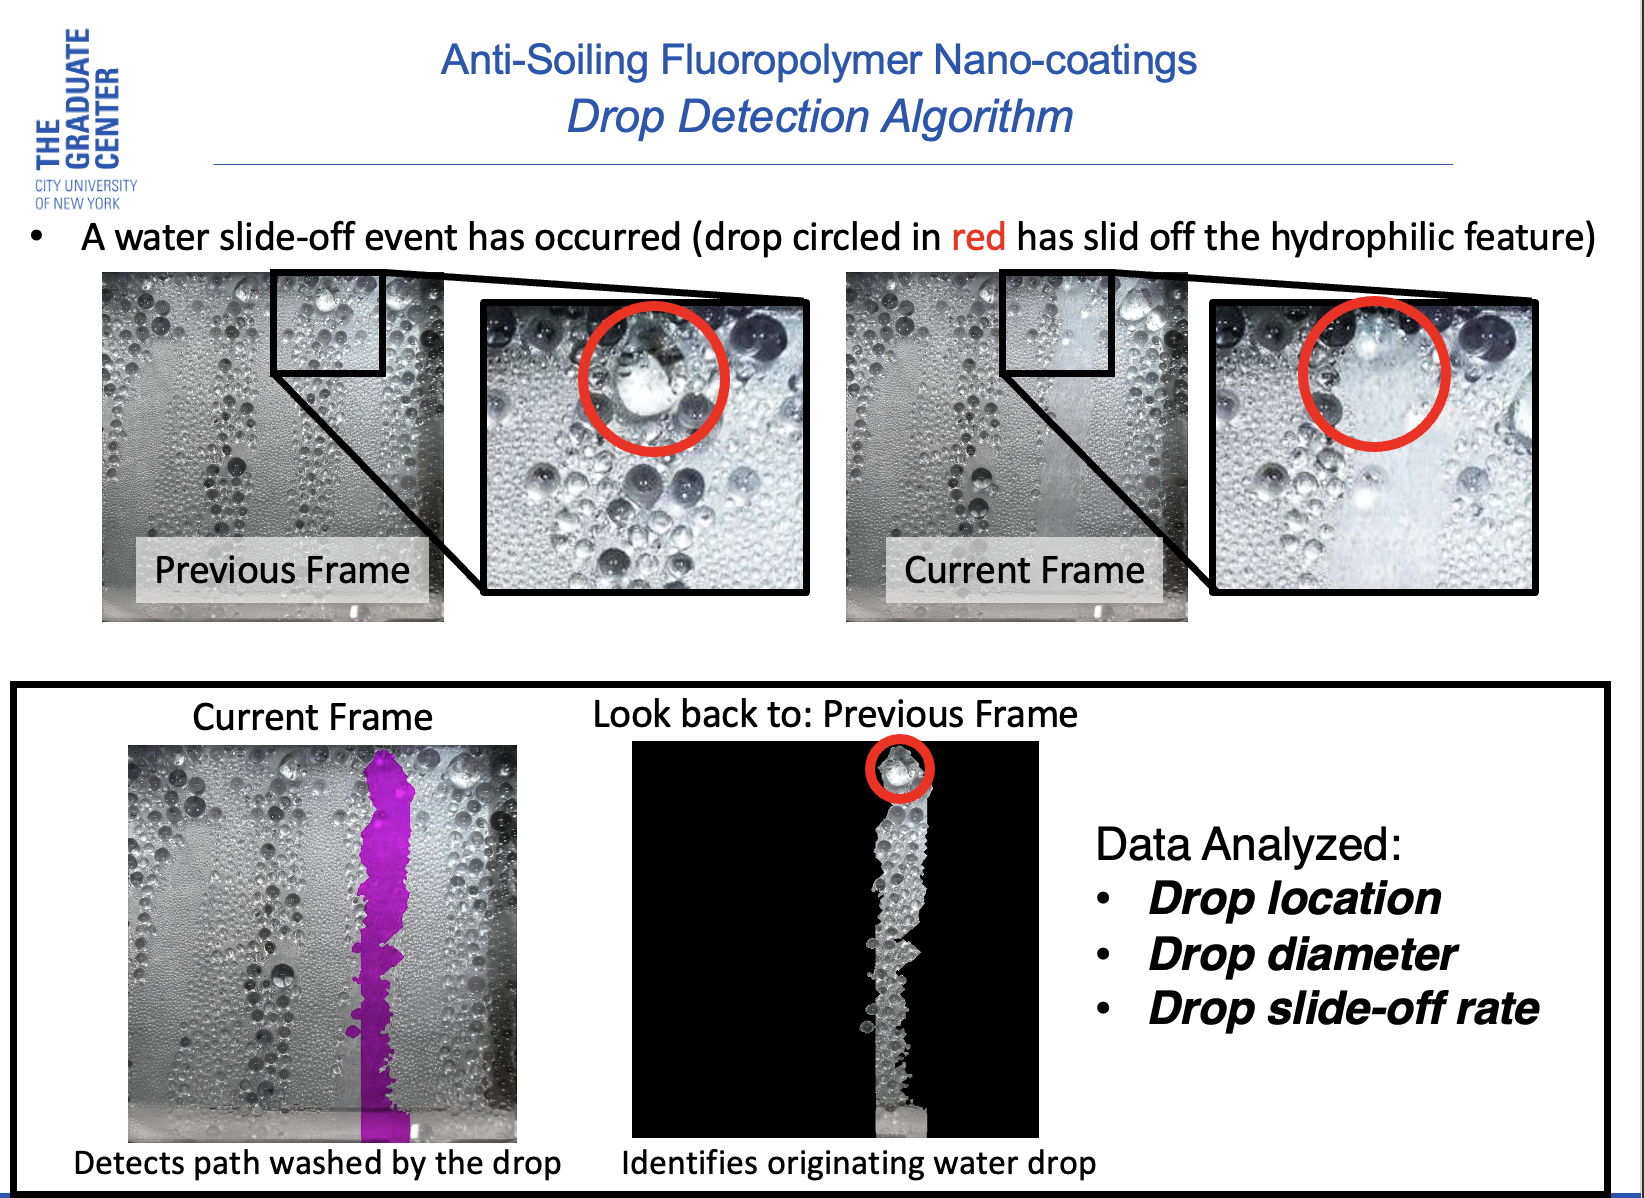 THE
GRADUATE
CENTER
CITY UNIVERSITY
OF NEW YORK
Anti-Soiling Fluoropolymer Nano-coatings
Drop Detection Algorithm
• A water slide-off event has occurred (drop circled in red has slid off the hydrophilic feature)
Previous Frame
Current Frame
Current Frame
Look back to: Previous Frame
Data Analyzed:
• Drop location
• Drop diameter
• Drop slide-off rate
Detects path washed by the drop
Identifies originating water drop